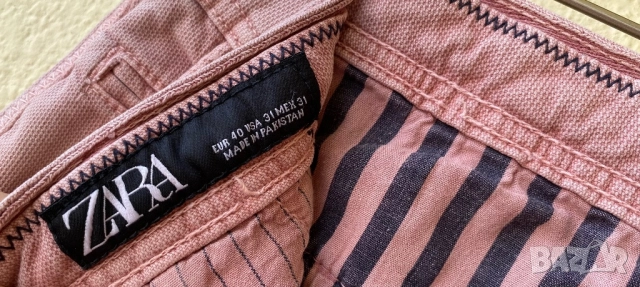 ZARA
EUR 40 USA 31 MEX 31
MADE IN PAKISTAN
bazar